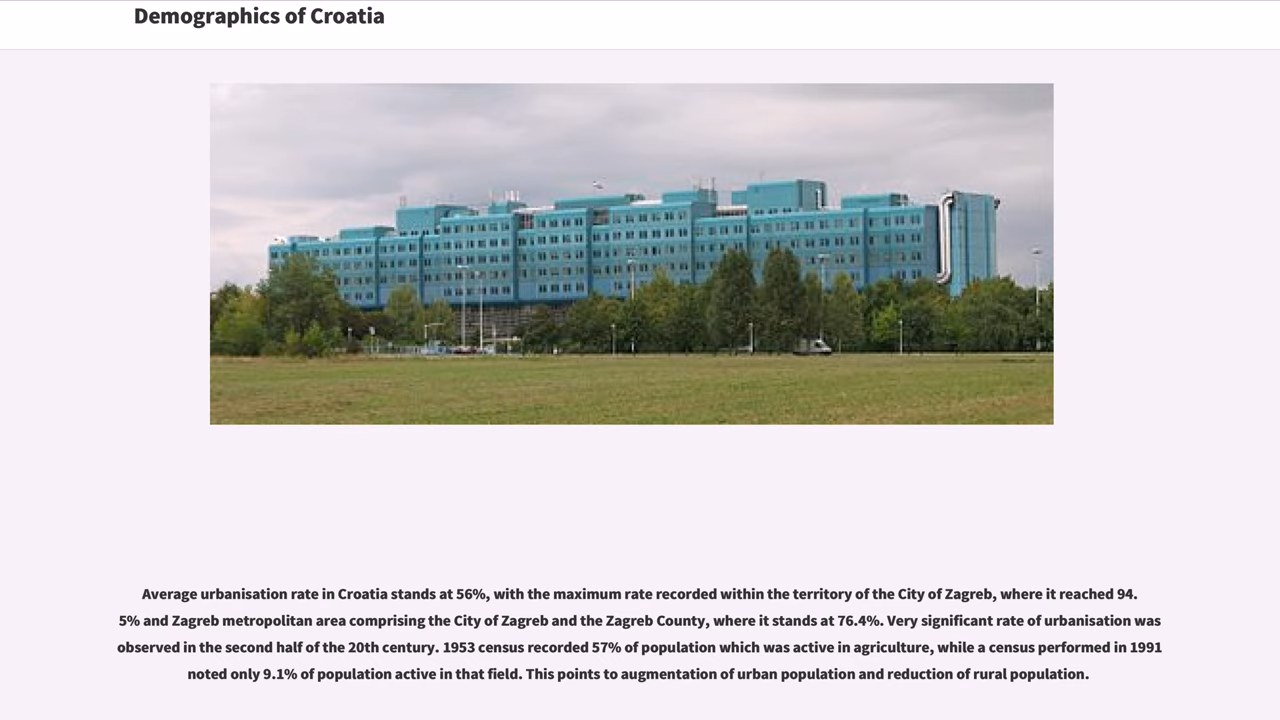 Demographics of Croatia
Average urbanisation rate in Croatia stands at 56%, with the maximum rate recorded within the territory of the City of Zagreb, where it reached 94.
5% and Zagreb metropolitan area comprising the City of Zagreb and the Zagreb County, where it stands at 76.4%. Very significant rate of urbanisation was
observed in the second half of the 20th century. 1953 census recorded 57% of population which was active in agriculture, while a census performed in 1991
noted only 9.1% of population active in that field. This points to augmentation of urban population and reduction of rural population.